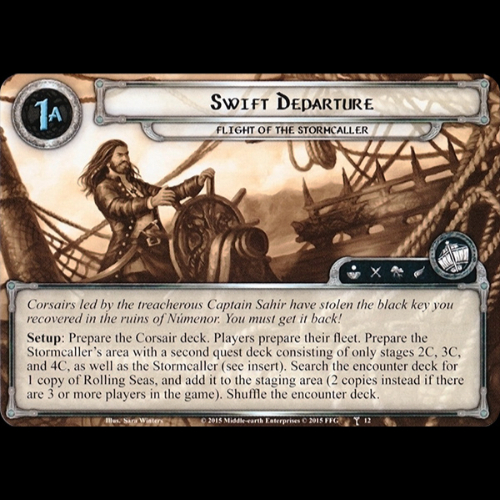 1A
SWIFT DEPARTURE
FLIGHT OF THE STORMCALLER
Corsairs led by the treacherous Captain Sahír have stolen the black key you
recovered in the ruins of Númenor. You must get it back!
Setup: Prepare the Corsair deck. Players prepare their fleet. Prepare the
Stormcaller's area with a second quest deck consisting of only stages 2C, 3C,
and 4C, as well as the Stormcaller (see insert). Search the encounter deck for
1 copy of Rolling Seas, and add it to the staging area (2 copies instead if there
are 3 or more players in the game). Shuffle the encounter deck.
Illus. Sara Winters © 2015 Middle-earth Enterprises © 2015 FFG 12